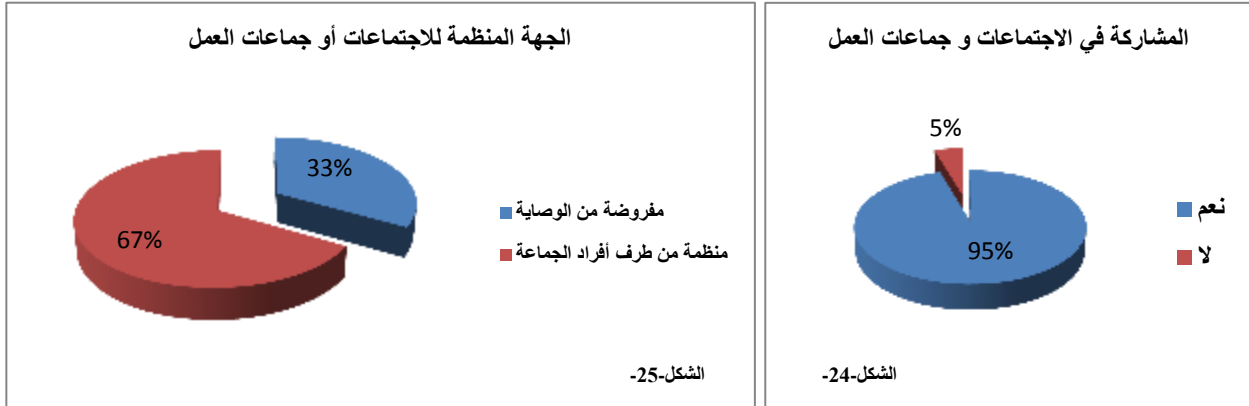 المشاركة في الاجتماعات و جماعات العمل
5%
95%
نعم
لا
الشكل-24-
الجهة المنظمة للاجتماعات أو جماعات العمل
33%
67%
مفروضة من الوصاية
منظمة من طرف أفراد الجماعة
الشكل-25-